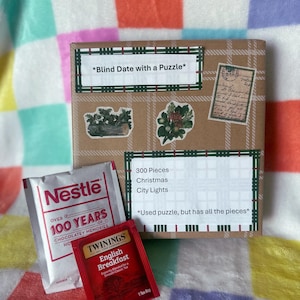 *Blind Date with a Puzzle*
300 Pieces
Christmas
City Lights
*Used puzzle, but has all the pieces*
Nestlé
100 YEARS
TWININGS
English
Breakfast